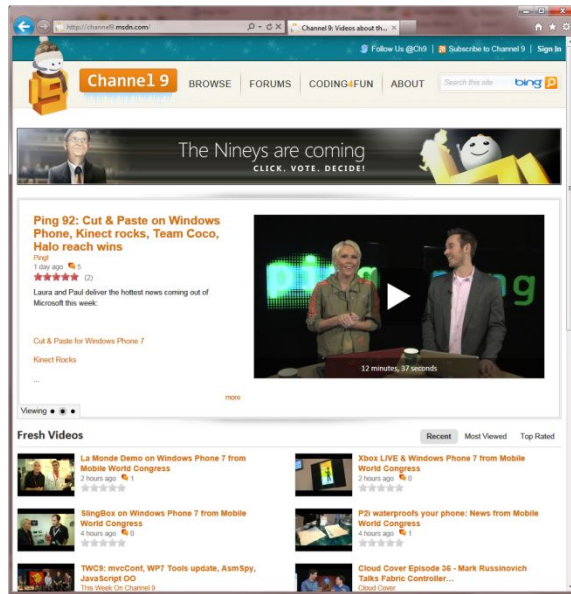 http://channel9.msdn.com/
Channel 9: Videos about th...
Follow Us @Ch9 | Subscribe to Channel 9 | Sign In
Channel 9
BROWSE
FORUMS
CODING4FUN
ABOUT
Search this site
bing
The Nineys are coming
CLICK. VOTE. DECIDE!
Ping 92: Cut & Paste on Windows
Phone, Kinect rocks, Team Coco,
Halo reach wins
Ping!
1 day ago 5
(2)
Laura and Paul deliver the hottest news coming out of
Microsoft this week:
Cut & Paste for Windows Phone 7
Kinect Rocks
...
more
ping
ping
12 minutes, 37 seconds
Viewing
Fresh Videos
Recent
Most Viewed
Top Rated
La Monde Demo on Windows Phone 7 from
Mobile World Congress
2 hours ago 1
Xbox LIVE & Windows Phone 7 from Mobile
World Congress
2 hours ago 0
SlingBox on Windows Phone 7 from Mobile
World Congress
4 hours ago 0
P2i waterproofs your phone: News from Mobile
World Congress
4 hours ago 1
TWC9: mvcConf, WP7 Tools update, AsmSpy,
JavaScript OO
This Week On Channel 9
Cloud Cover Episode 36 - Mark Russinovich
Talks Fabric Controller...
Cloud Cover